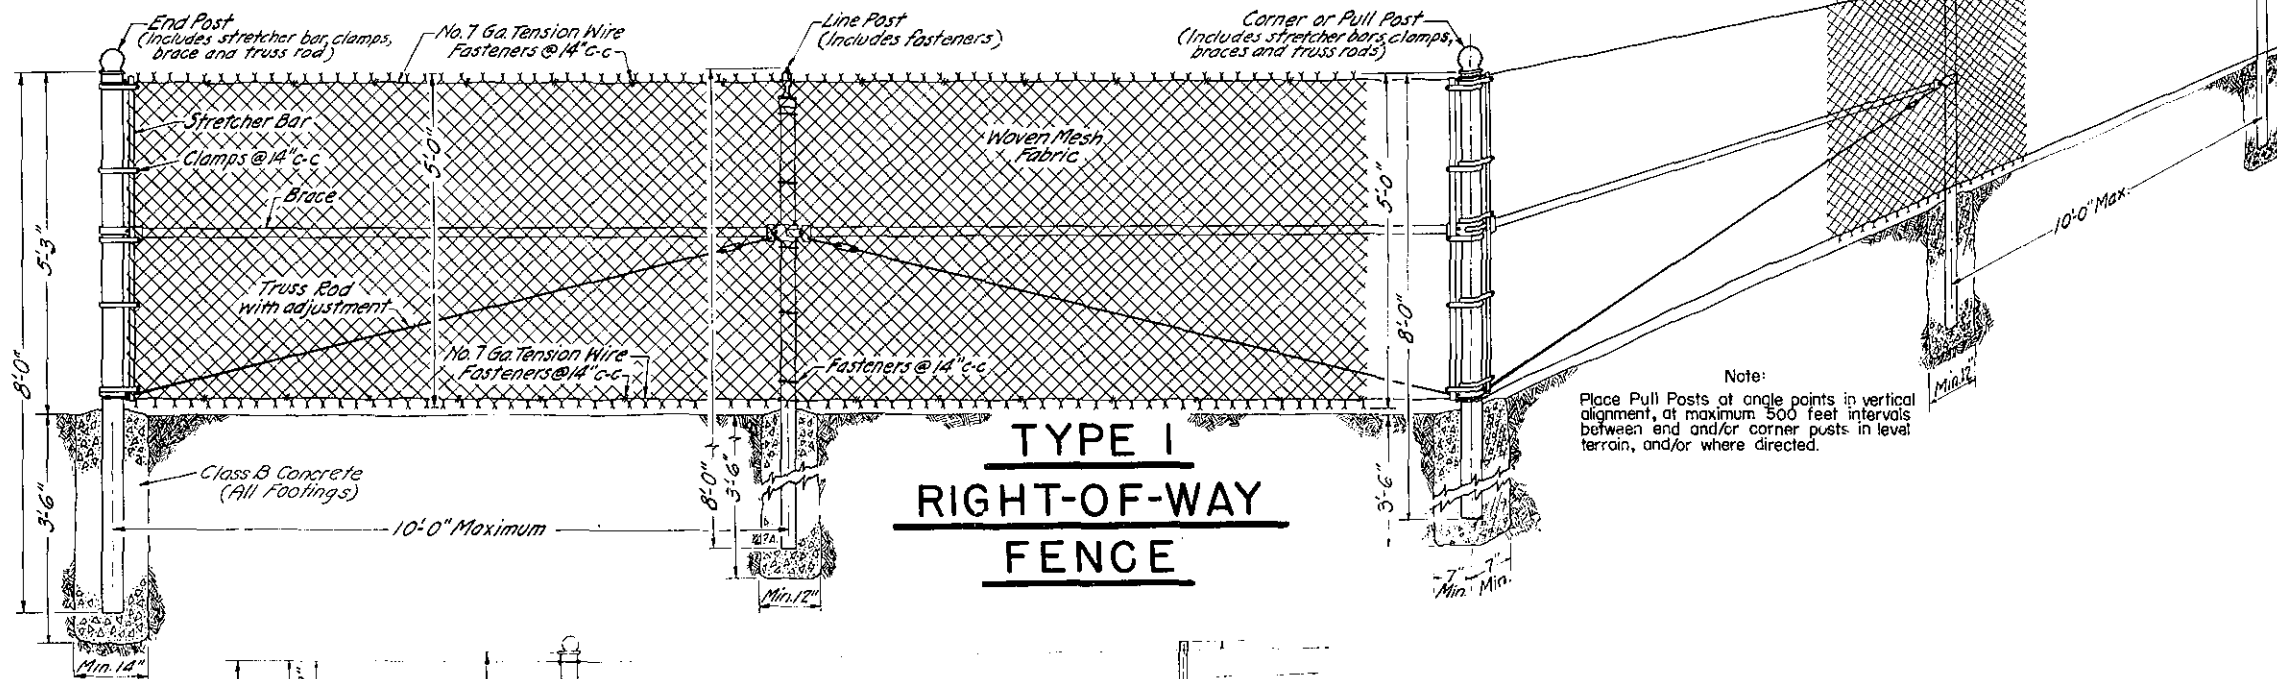 End Post
(Includes stretcher bar, clamps,
brace and truss rod)
No. 7 Ga. Tension Wire
Fasteners @ 14" c-c
Line Post
(Includes fasteners)
Corner or Pull Post
(Includes stretcher bars, clamps,
braces and truss rods)
Stretcher Bar
Clamps @ 14" c-c
Brace
5'-0"
Woven Mesh
Fabric
5'-0"
10'-0" Max.
5'-3"
8'-0"
Truss Rod
with adjustment
8'-0"
No. 7 Ga. Tension Wire
Fasteners @ 14" c-c
Fasteners @ 14" c-c
Min. 12"
Note:
Place Pull Posts at angle points in vertical
alignment, at maximum 500 feet intervals
between end and/or corner posts in level
terrain, and/or where directed.
TYPE I
RIGHT-OF-WAY
FENCE
Class B Concrete
(All Footings)
3'-6"
8'-0"
3'-6"
3'-6"
10'-0" Maximum
7"
Min.
7"
Min.
Min. 12"
Min. 14"